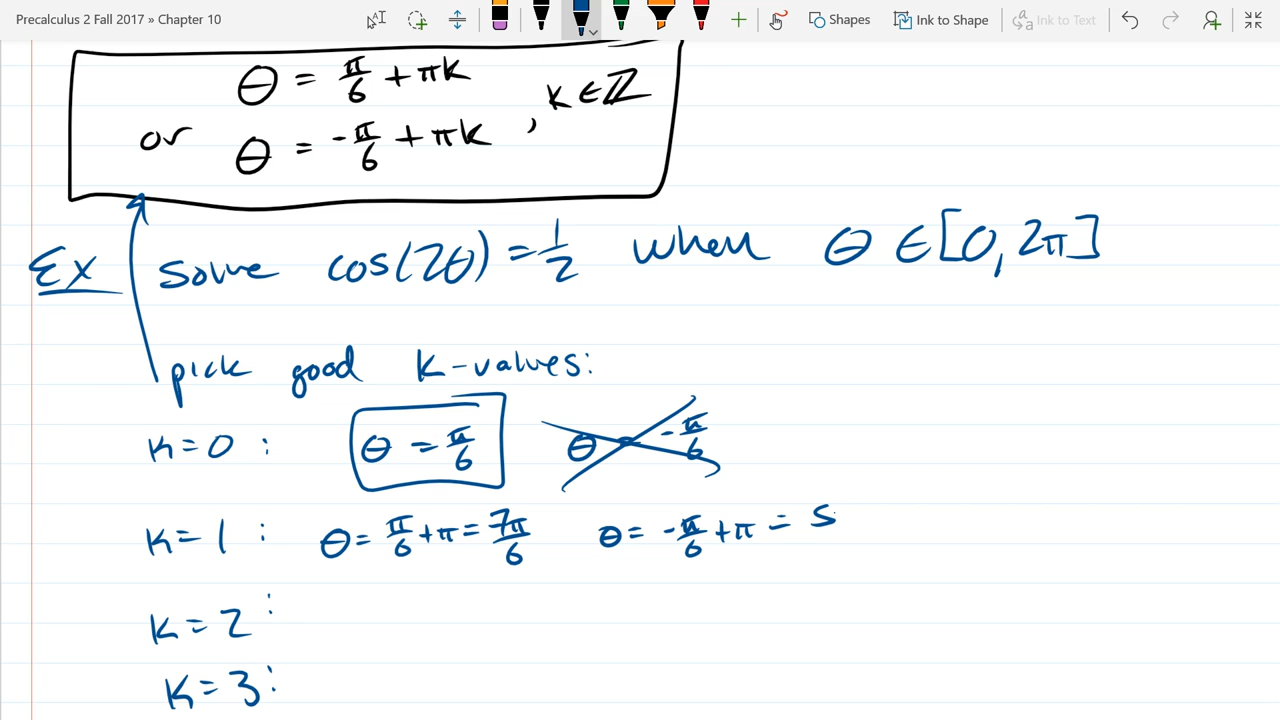 Precalculus 2 Fall 2017 » Chapter 10
Shapes
Ink to Shape
Ink to Text
θ = π/6 + πk
or θ = -π/6 + πk , k ∈ ℤ
Ex solve cos(2θ) = 1/2 when θ ∈ [0, 2π]
pick good k-values:
k=0 : θ = π/6 θ = -π/6
k=1 : θ = π/6 + π = 7π/6 θ = -π/6 + π = 5
k=2 :
k=3 :